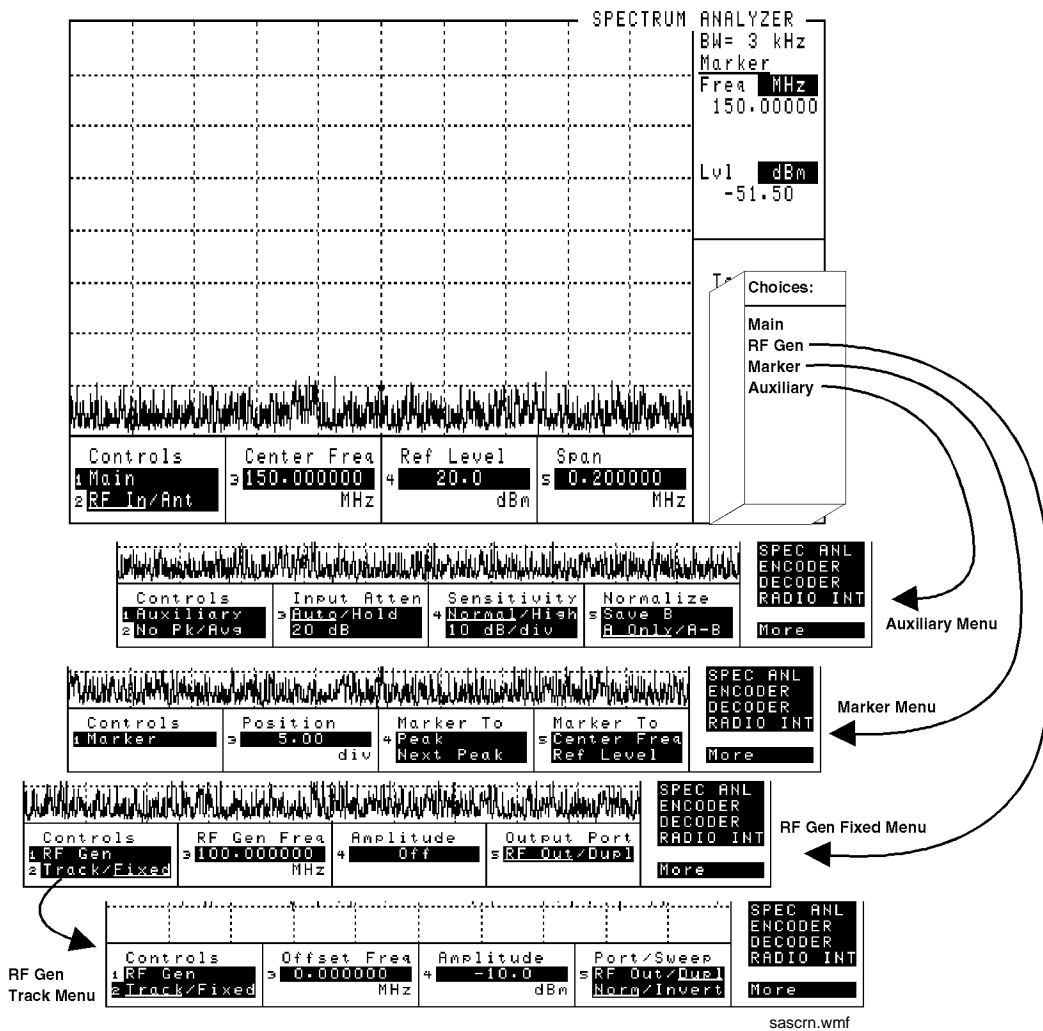 SPECTRUM ANALYZER
BW= 3 kHz
Marker
Freq MHz
150.00000
Lvl dBm
-51.50
Choices:
Main
RF Gen
Marker
Auxiliary
Controls
1 Main
2 RF In/Ant
Center Freq
3 150.000000
MHz
Ref Level
4 20.0
dBm
Span
5 0.200000
MHz
Controls
1 Auxiliary
2 No Pk/Avg
Input Atten
3 Auto/Hold
20 dB
Sensitivity
4 Normal/High
10 dB/div
Normalize
5 Save B
A Only/A-B
SPEC ANL
ENCODER
DECODER
RADIO INT
More
Auxiliary Menu
Controls
1 Marker
Position
3 5.00
div
Marker To
4 Peak
Next Peak
Marker To
5 Center Freq
Ref Level
SPEC ANL
ENCODER
DECODER
RADIO INT
More
Marker Menu
Controls
1 RF Gen
2 Track/Fixed
RF Gen Freq
3 100.000000
MHz
Amplitude
4 Off
Output Port
5 RF Out/Dupl
SPEC ANL
ENCODER
DECODER
RADIO INT
More
RF Gen Fixed Menu
RF Gen
Track Menu
Controls
1 RF Gen
2 Track/Fixed
Offset Freq
3 0.000000
MHz
Amplitude
4 -10.0
dBm
Port/Sweep
5 RF Out/Dupl
Norm/Invert
SPEC ANL
ENCODER
DECODER
RADIO INT
More
sascrn.wmf